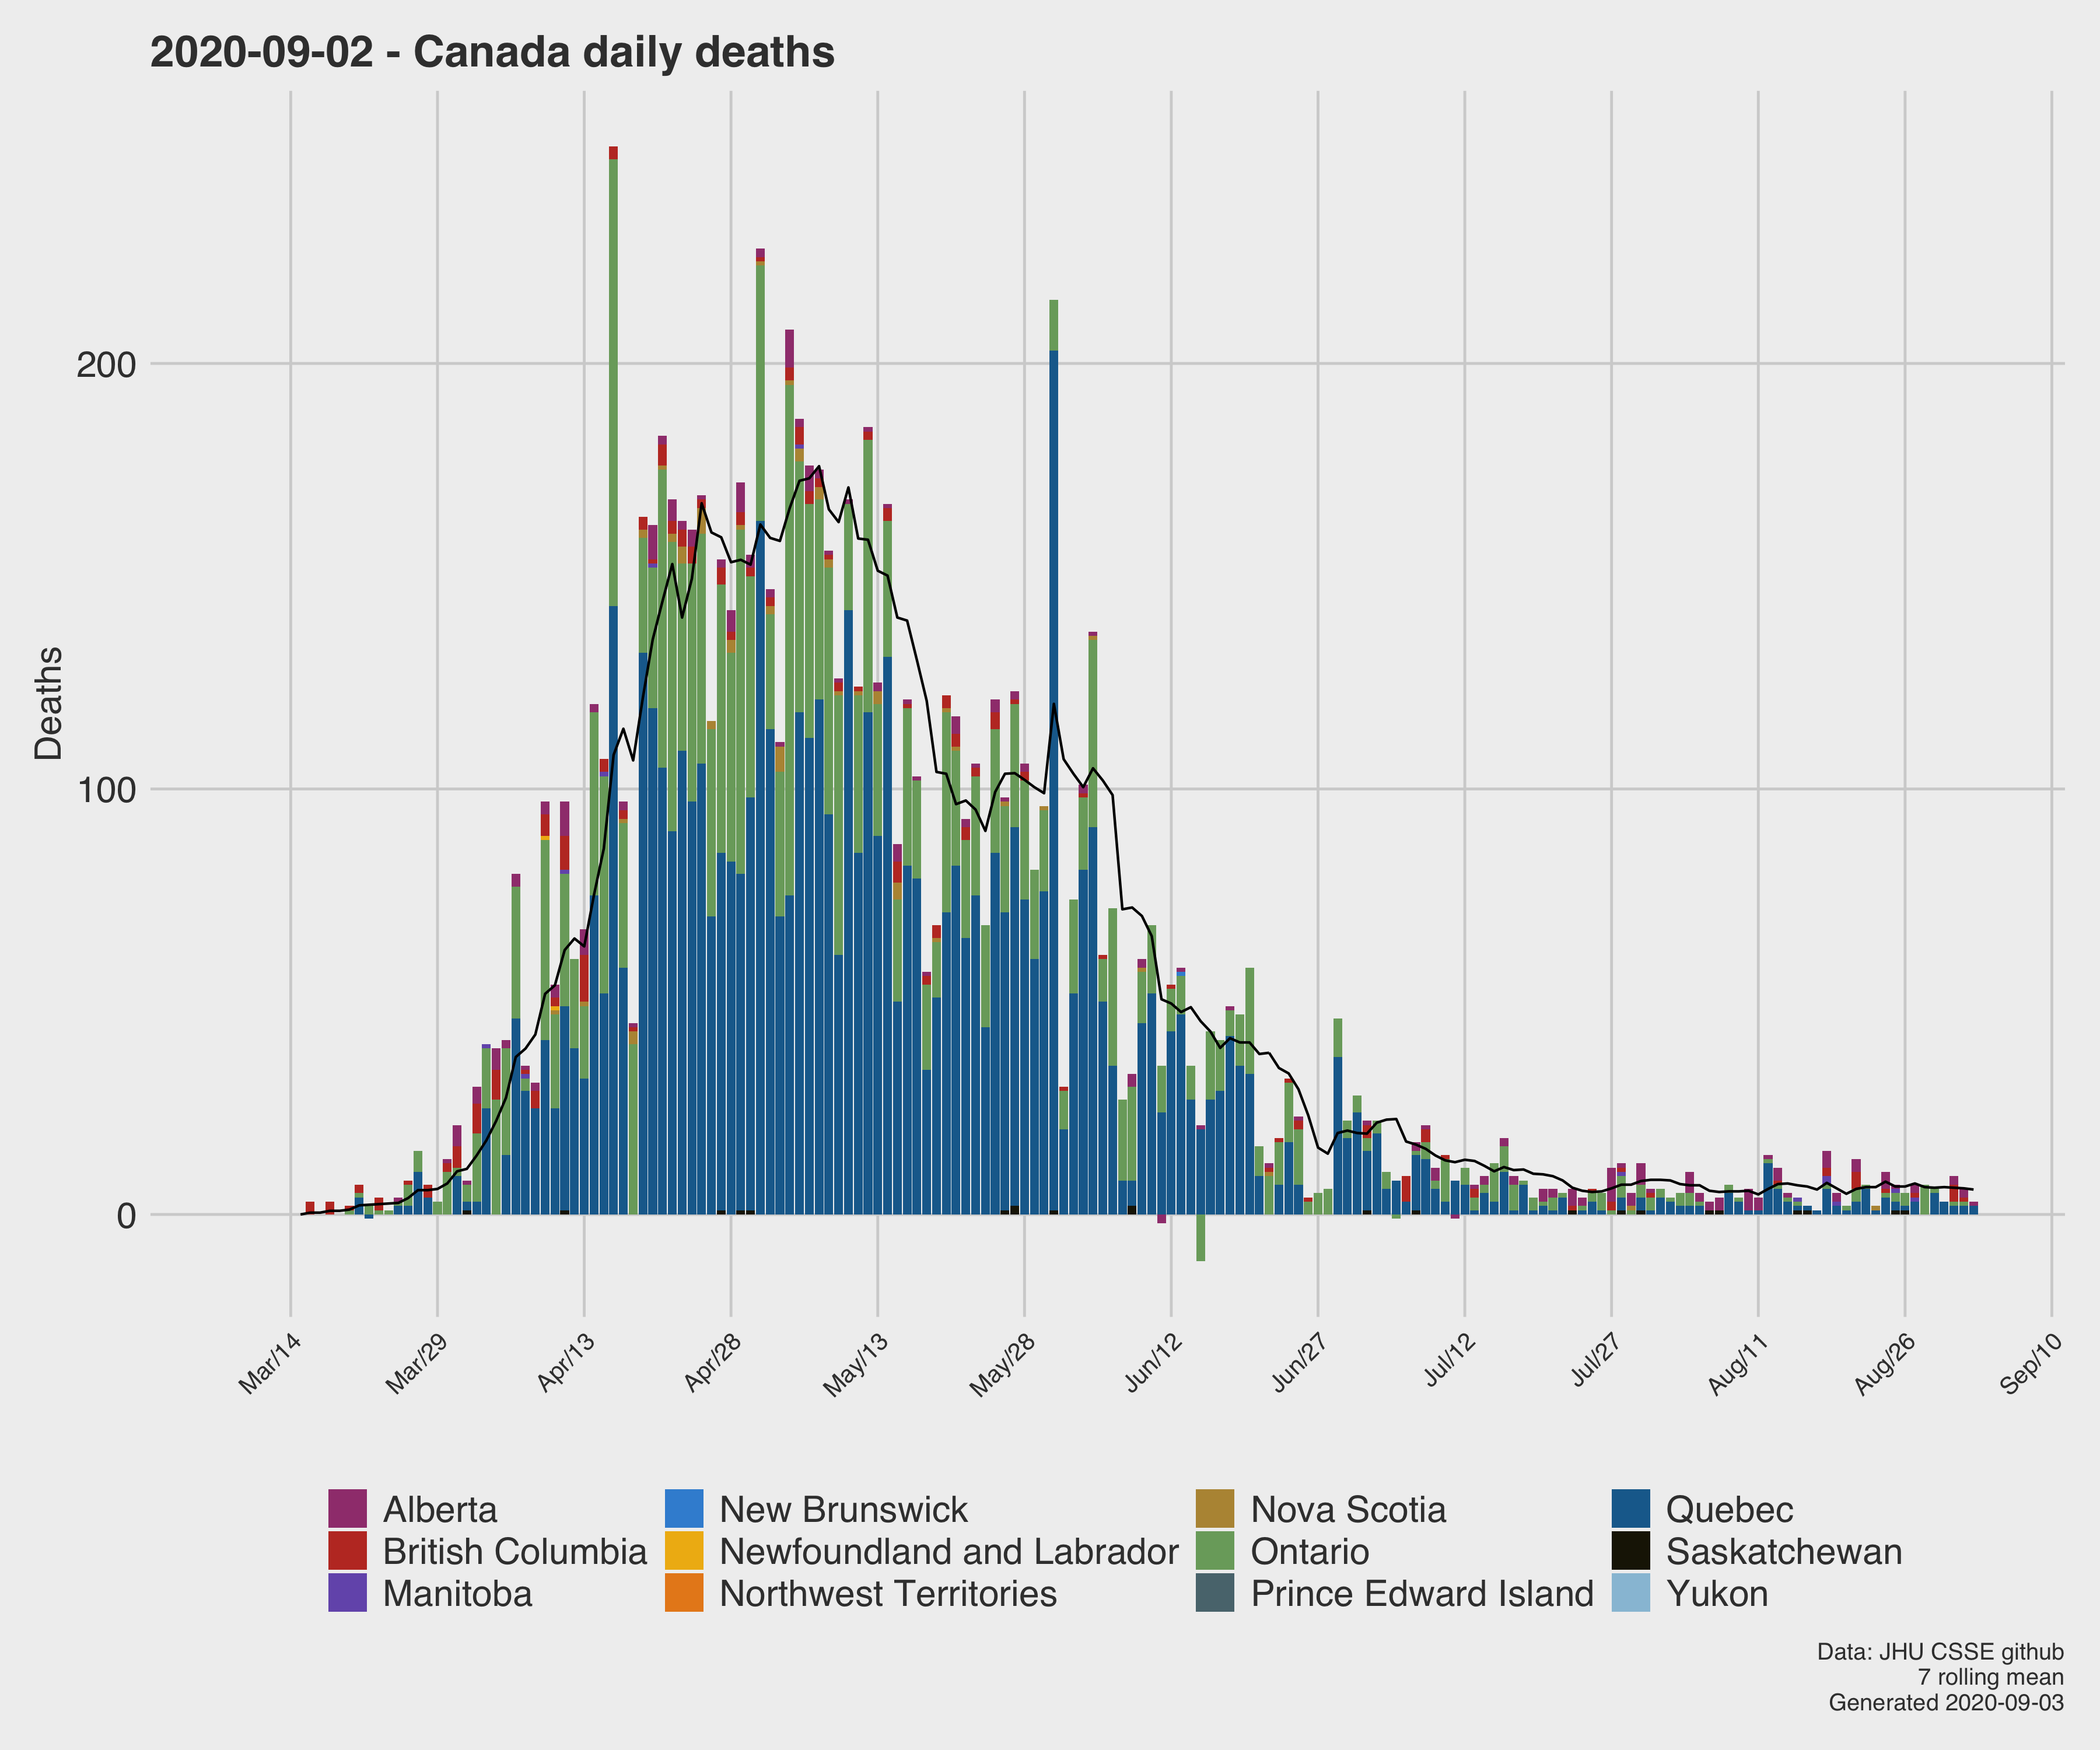 2020-09-02 - Canada daily deaths
Deaths
200
100
0
Mar/14
Mar/29
Apr/13
Apr/28
May/13
May/28
Jun/12
Jun/27
Jul/12
Jul/27
Aug/11
Aug/26
Sep/10
Alberta
British Columbia
Manitoba
New Brunswick
Newfoundland and Labrador
Northwest Territories
Nova Scotia
Ontario
Prince Edward Island
Quebec
Saskatchewan
Yukon
Data: JHU CSSE github
7 rolling mean
Generated 2020-09-03